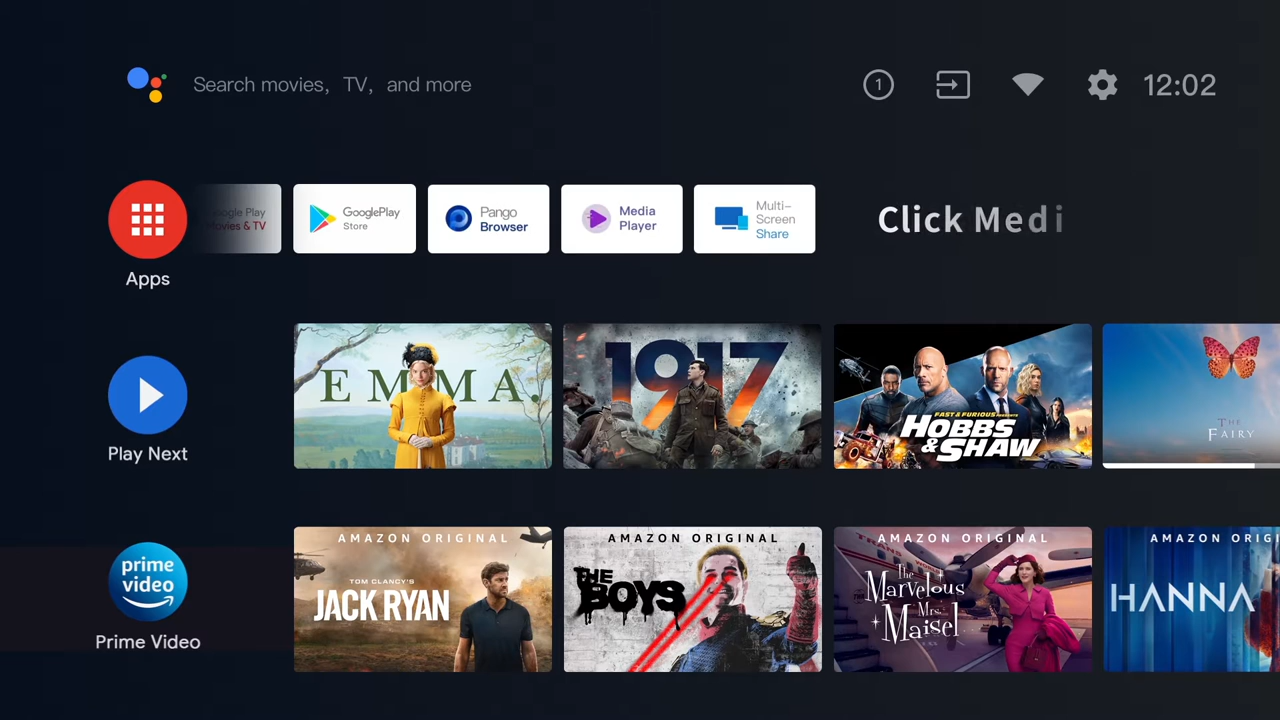 Search movies, TV, and more
1
12:02
Google Play
Movies & TV
GooglePlay
Store
Pango
Browser
Media
Player
Multi-
Screen
Share
Click Medi
Apps
EMMA.
1917
FAST & FURIOUS PRESENTS
HOBBS
& SHAW
THE
FAIRY
Play Next
AMAZON ORIGINAL
TOM CLANCY'S
JACK RYAN
AMAZON ORIGINAL
THE
BOYS
AMAZON ORIGINAL
The
Marvelous
Mrs.
Maisel
AMAZON ORIGI
HANNA
prime
video
Prime Video